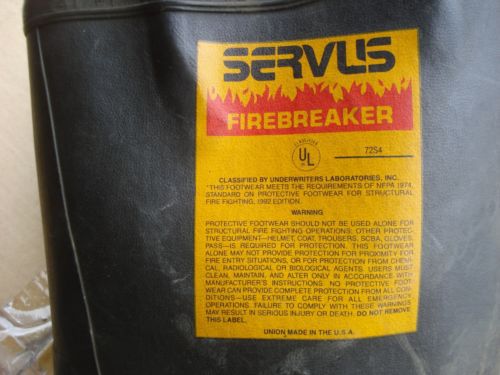 SERVUS
FIREBREAKER
CLASSIFIED
UL
72S4
CLASSIFIED BY UNDERWRITERS LABORATORIES, INC.
"THIS FOOTWEAR MEETS THE REQUIREMENTS OF NFPA 1974,
STANDARD ON PROTECTIVE FOOTWEAR FOR STRUCTURAL
FIRE FIGHTING, 1992 EDITION.
WARNING
PROTECTIVE FOOTWEAR SHOULD NOT BE USED ALONE FOR
STRUCTURAL FIRE FIGHTING OPERATIONS; OTHER PROTEC-
TIVE EQUIPMENT—HELMET, COAT, TROUSERS, SCBA, GLOVES,
PASS—IS REQUIRED FOR PROTECTION. THIS FOOTWEAR
ALONE MAY NOT PROVIDE PROTECTION FOR PROXIMITY FOR
FIRE ENTRY SITUATIONS, OR FOR PROTECTION FROM CHEMI-
CAL, RADIOLOGICAL OR BIOLOGICAL AGENTS. USERS MUST
CLEAN, MAINTAIN, AND ALTER ONLY IN ACCORDANCE WITH
MANUFACTURER'S INSTRUCTIONS. NO PROTECTIVE FOOT-
WEAR CAN PROVIDE COMPLETE PROTECTION FROM ALL CON-
DITIONS—USE EXTREME CARE FOR ALL EMERGENCY
OPERATIONS. FAILURE TO COMPLY WITH THESE WARNINGS
MAY RESULT IN SERIOUS INJURY OR DEATH. DO NOT REMOVE
THIS LABEL.
UNION MADE IN THE U.S.A.